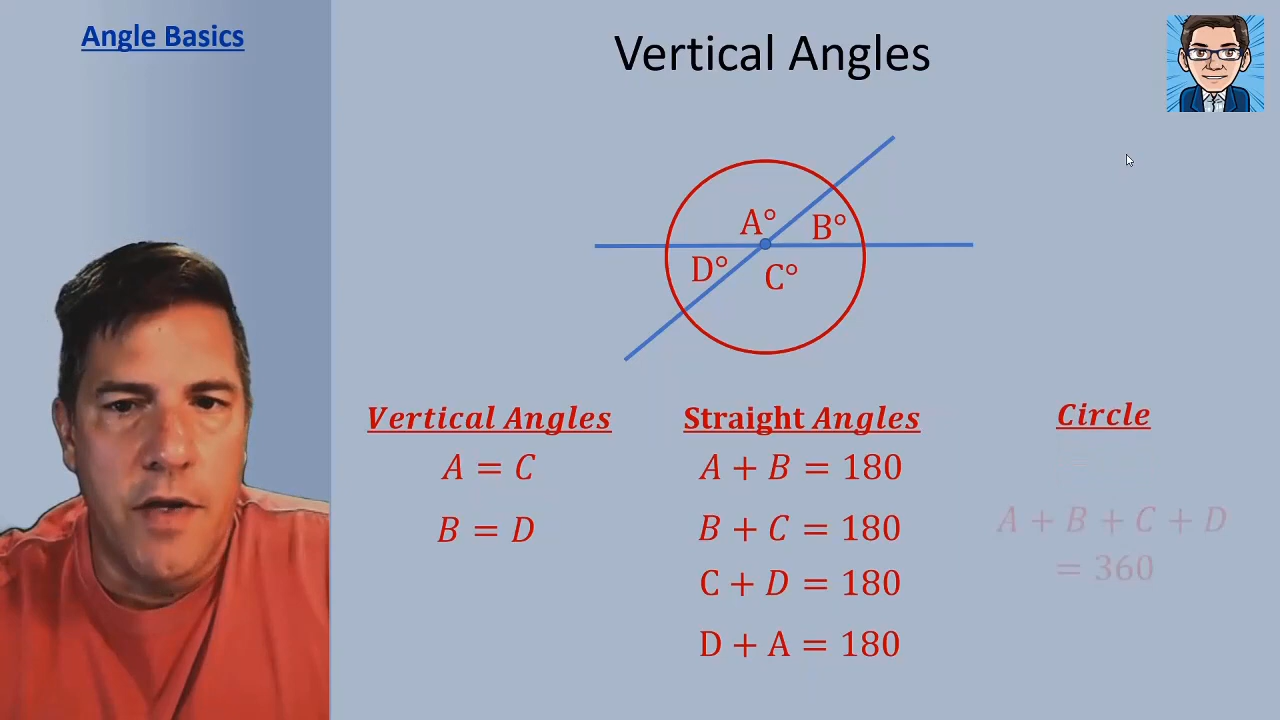 Angle Basics
Vertical Angles
A°
B°
D°
C°
Vertical Angles
A = C
B = D
Straight Angles
A + B = 180
B + C = 180
C + D = 180
D + A = 180
Circle
A + B + C + D
= 360